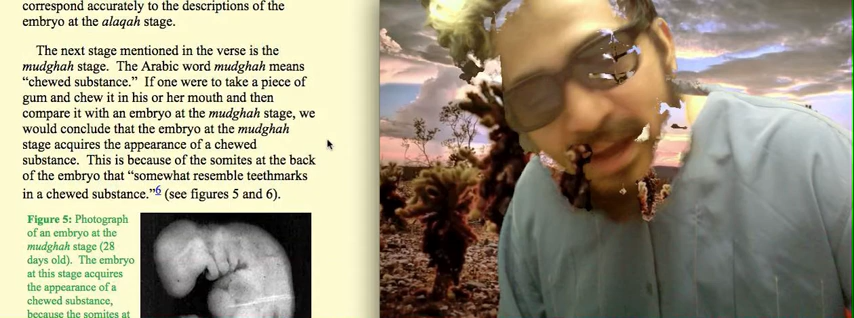 correspond accurately to the descriptions of the
embryo at the alaqah stage.
The next stage mentioned in the verse is the
mudghah stage. The Arabic word mudghah means
“chewed substance.” If one were to take a piece of
gum and chew it in his or her mouth and then
compare it with an embryo at the mudghah stage, we
would conclude that the embryo at the mudghah
stage acquires the appearance of a chewed
substance. This is because of the somites at the back
of the embryo that “somewhat resemble teethmarks
in a chewed substance.”6 (see figures 5 and 6).
Figure 5: Photograph
of an embryo at the
mudghah stage (28
days old). The embryo
at this stage acquires
the appearance of a
chewed substance,
because the somites at